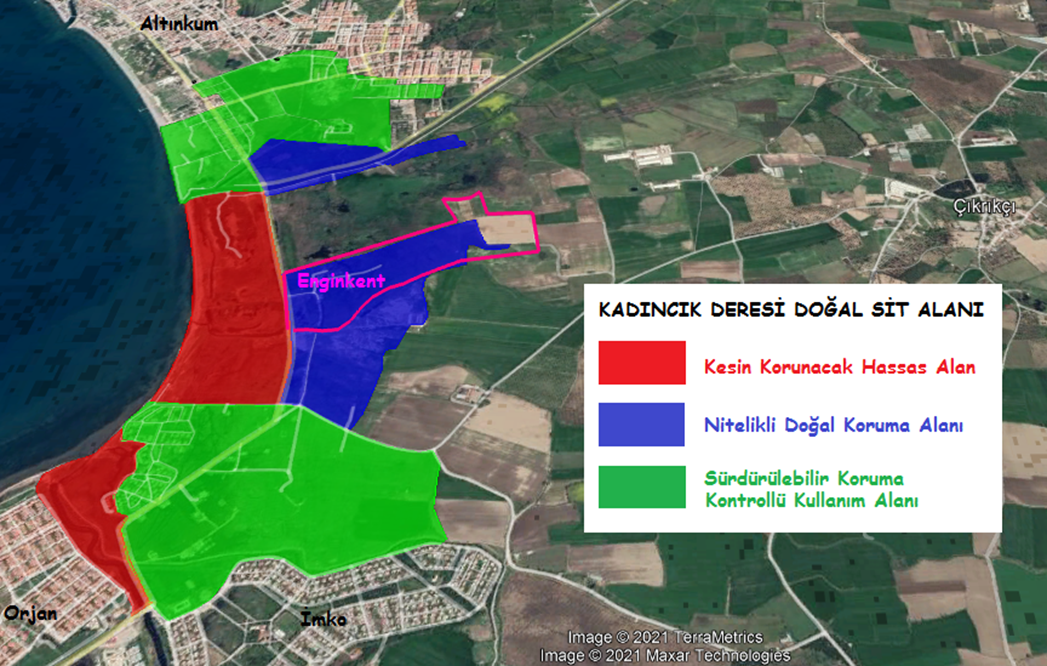 Altınkum
Çıkrıkçı
Enginkent
KADINCIK DERESİ DOĞAL SİT ALANI
Kesin Korunacak Hassas Alan
Nitelikli Doğal Koruma Alanı
Sürdürülebilir Koruma
Kontrollü Kullanım Alanı
Orjan
İmko
Image © 2021 TerraMetrics
Image © 2021 Maxar Technologies